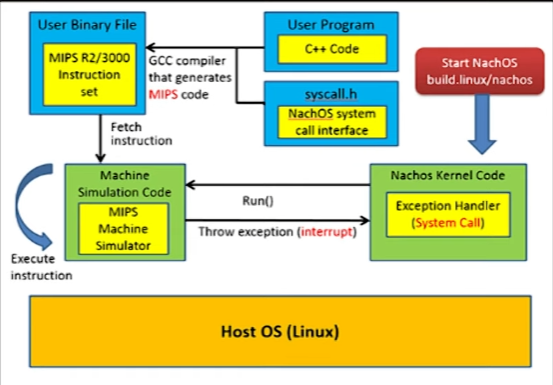 User Binary File
MIPS R2/3000
Instruction
set
GCC compiler
that generates
MIPS code
User Program
C++ Code
syscall.h
NachOS system
call interface
Start NachOS
build.linux/nachos
Fetch
instruction
Machine
Simulation Code
MIPS
Machine
Simulator
Execute
instruction
Run()
Throw exception (interrupt)
Nachos Kernel Code
Exception Handler
(System Call)
Host OS (Linux)